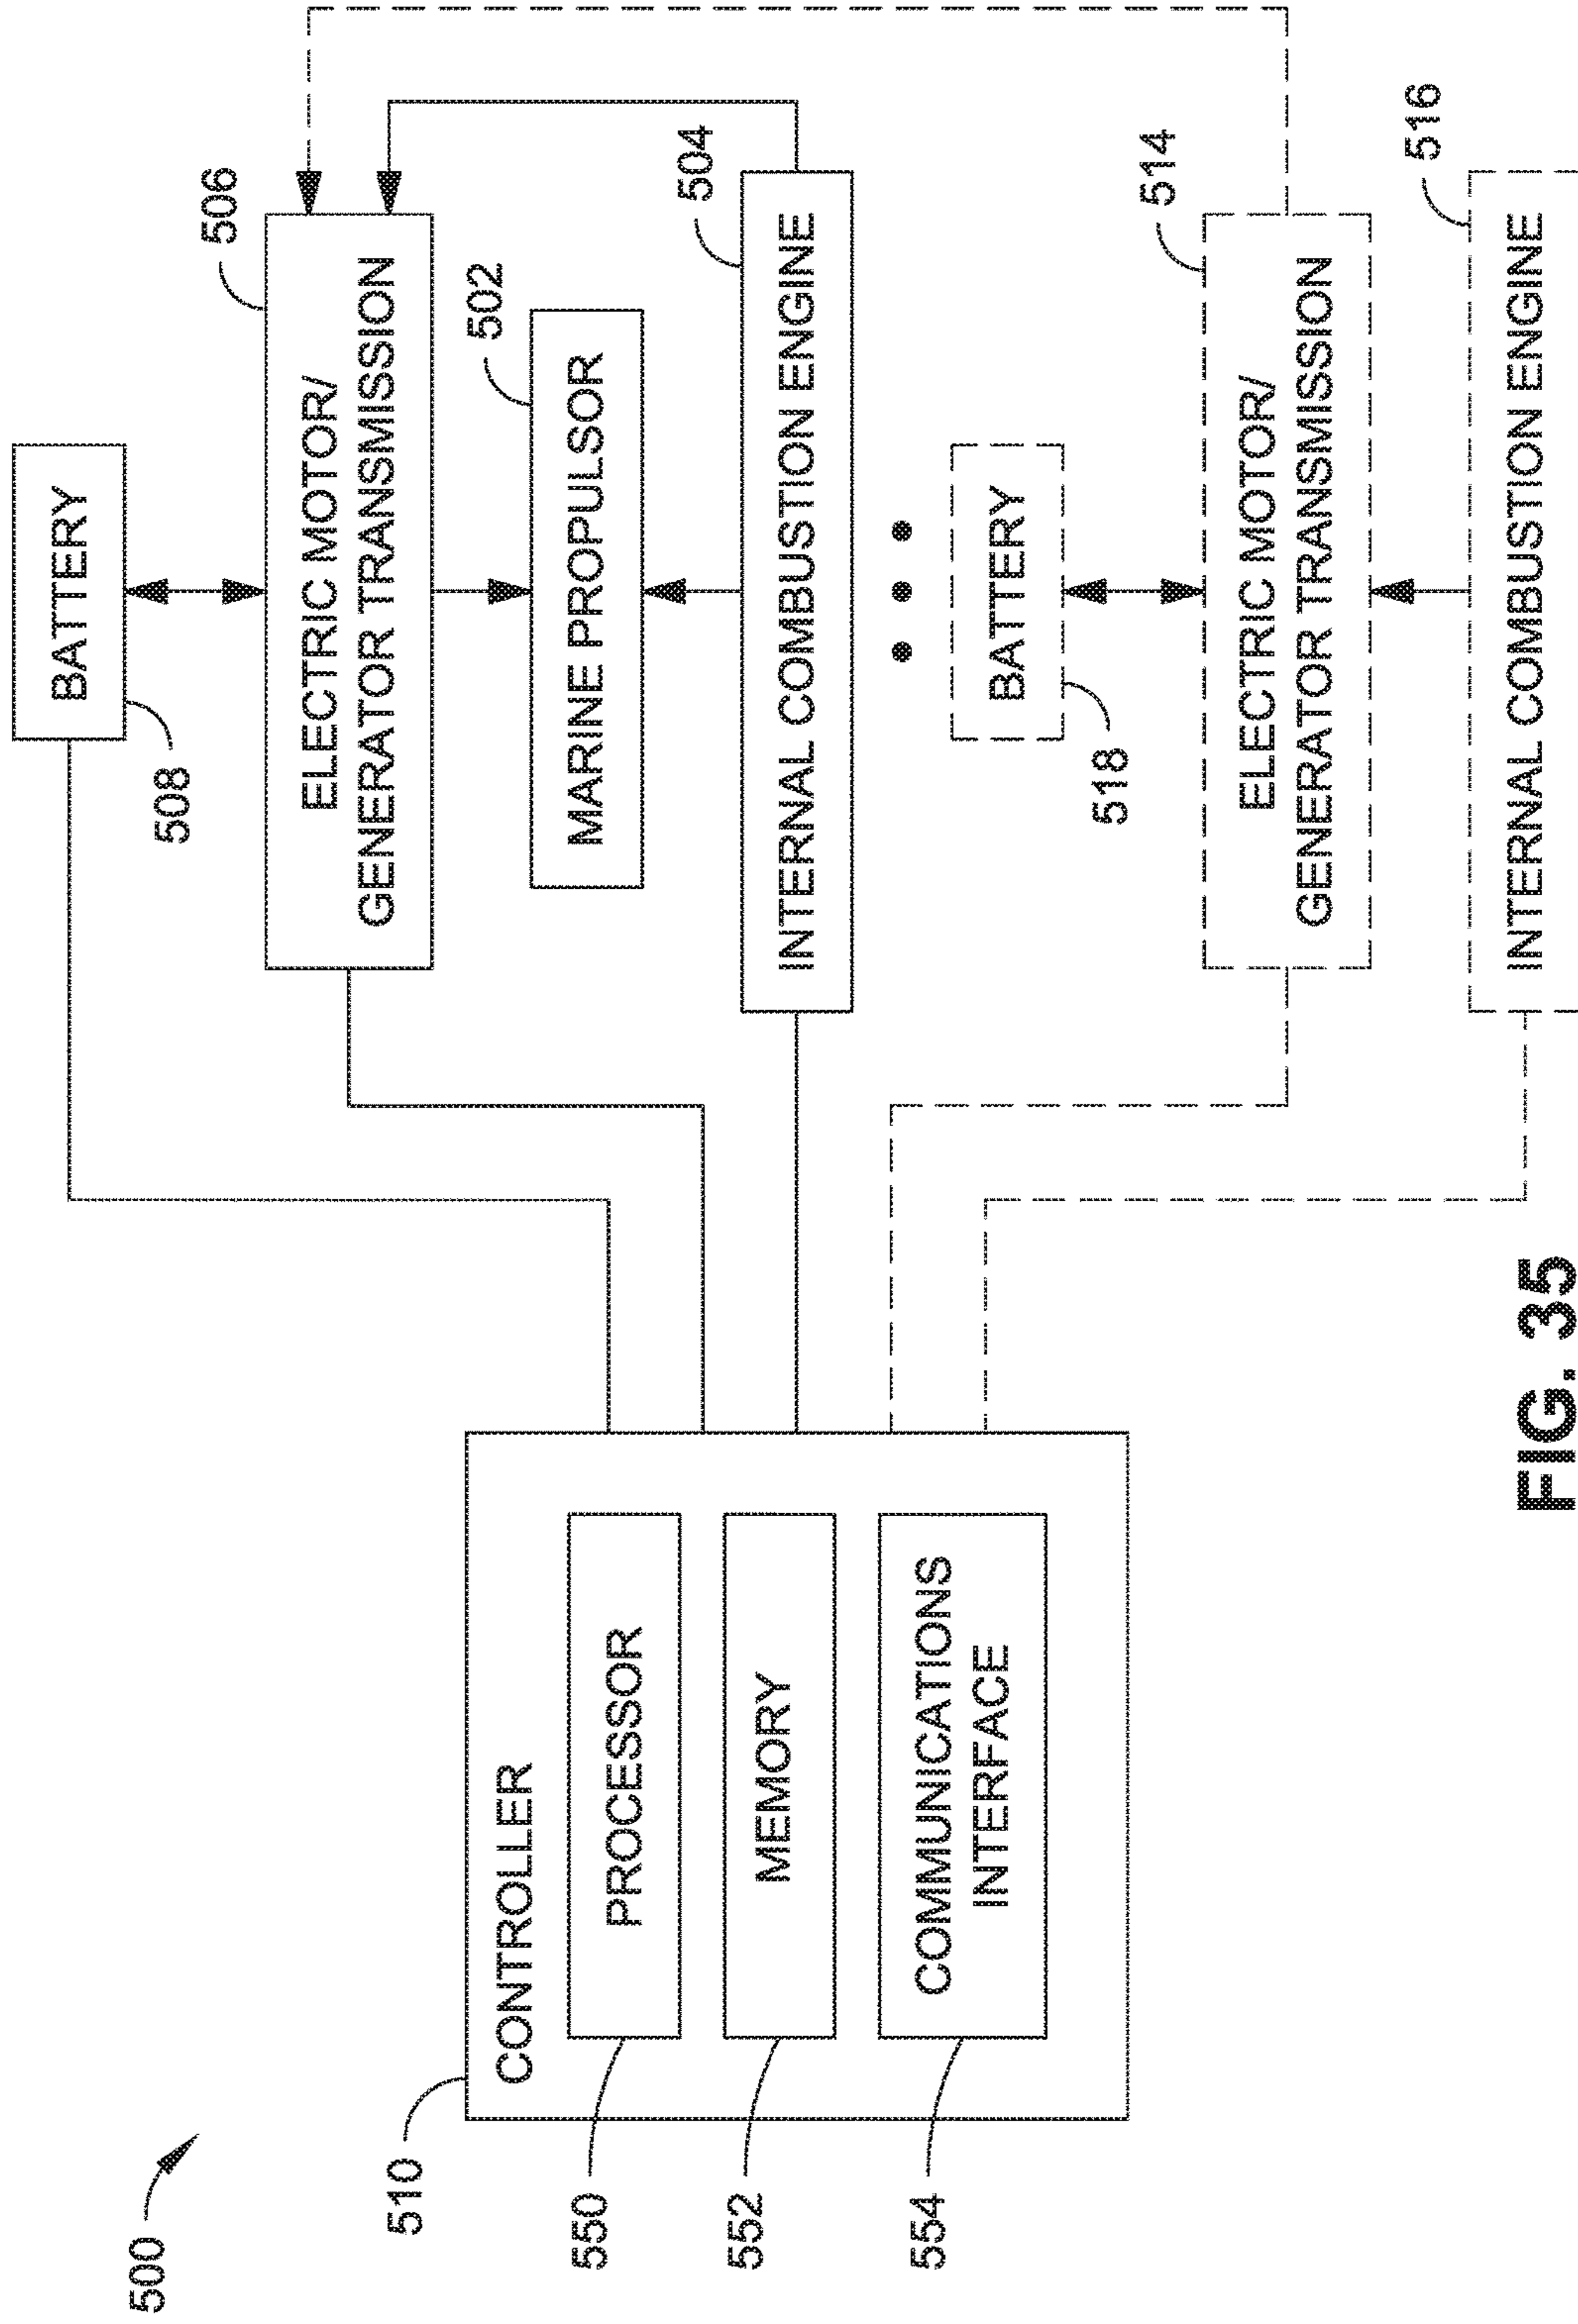 500
510
CONTROLLER
550
PROCESSOR
552
MEMORY
554
COMMUNICATIONS
INTERFACE
508
BATTERY
506
ELECTRIC MOTOR/
GENERATOR TRANSMISSION
502
MARINE PROPULSOR
504
INTERNAL COMBUSTION ENGINE
518
BATTERY
514
ELECTRIC MOTOR/
GENERATOR TRANSMISSION
516
INTERNAL COMBUSTION ENGINE
FIG. 35